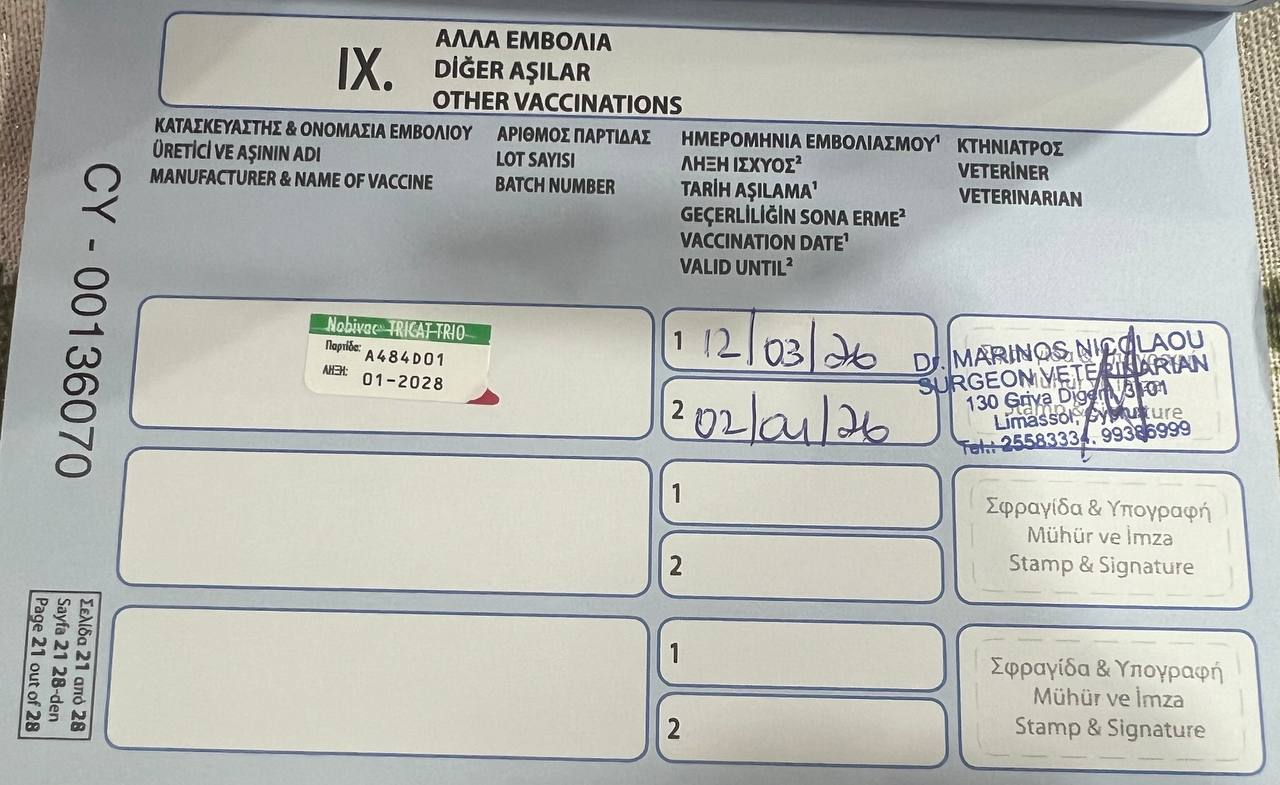 IX.
ΑΛΛΑ ΕΜΒΟΛΙΑ
DİĞER AŞILAR
OTHER VACCINATIONS
ΚΑΤΑΣΚΕΥΑΣΤΗΣ & ΟΝΟΜΑΣΙΑ ΕΜΒΟΛΙΟΥ
ÜRETİCİ VE AŞININ ADI
MANUFACTURER & NAME OF VACCINE
ΑΡΙΘΜΟΣ ΠΑΡΤΙΔΑΣ
LOT SAYISI
BATCH NUMBER
ΗΜΕΡΟΜΗΝΙΑ ΕΜΒΟΛΙΑΣΜΟΥ¹
ΛΗΞΗ ΙΣΧΥΟΣ²
TARİH AŞILAMA¹
GEÇERLİLİĞİN SONA ERME²
VACCINATION DATE¹
VALID UNTIL²
ΚΤΗΝΙΑΤΡΟΣ
VETERİNER
VETERINARIAN
CY - 00136070
Nobivac TRICAT TRIO
Παρτίδα: A484D01
ΛΗΞΗ: 01-2028
1 12/03/26
2 02/04/26
Dr. MARINOS NICOLAOU
SURGEON VETERINARIAN
130 Griva Digeni, 3101
Limassol, Cyprus
Tel.: 25583334, 99386999
1
2
Σφραγίδα & Υπογραφή
Mühür ve İmza
Stamp & Signature
1
2
Σφραγίδα & Υπογραφή
Mühür ve İmza
Stamp & Signature
Σελίδα 21 από 28
Sayfa 21 28-den
Page 21 out of 28